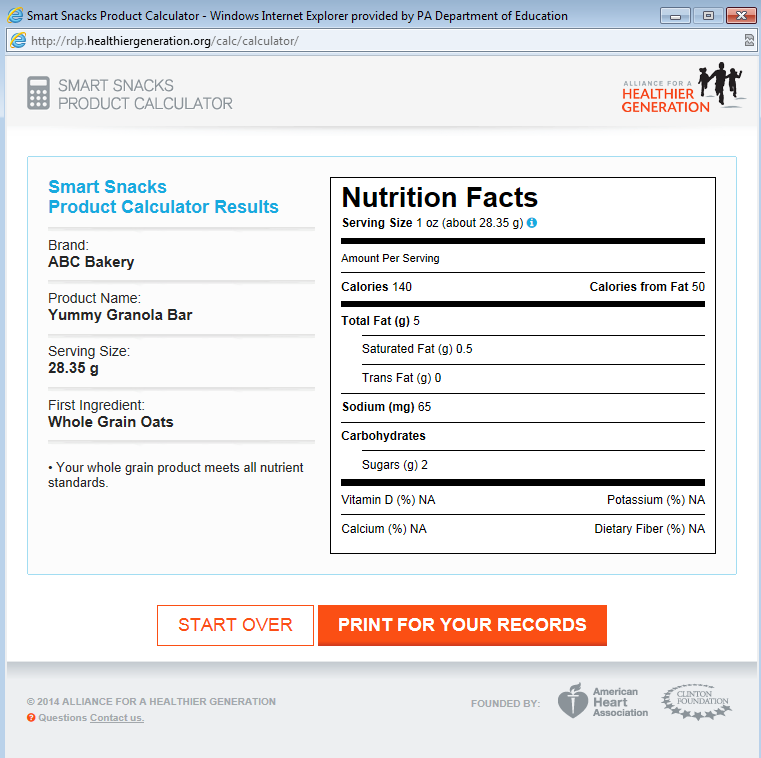 Smart Snacks Product Calculator - Windows Internet Explorer provided by PA Department of Education
http://rdp.healthiergeneration.org/calc/calculator/
SMART SNACKS
PRODUCT CALCULATOR
ALLIANCE FOR A
HEALTHIER
GENERATION
Smart Snacks
Product Calculator Results
Brand:
ABC Bakery
Product Name:
Yummy Granola Bar
Serving Size:
28.35 g
First Ingredient:
Whole Grain Oats
• Your whole grain product meets all nutrient
standards.
Nutrition Facts
Serving Size 1 oz (about 28.35 g)
Amount Per Serving
Calories 140 Calories from Fat 50
Total Fat (g) 5
Saturated Fat (g) 0.5
Trans Fat (g) 0
Sodium (mg) 65
Carbohydrates
Sugars (g) 2
Vitamin D (%) NA Potassium (%) NA
Calcium (%) NA Dietary Fiber (%) NA
START OVER PRINT FOR YOUR RECORDS
© 2014 ALLIANCE FOR A HEALTHIER GENERATION
Questions Contact us.
FOUNDED BY:
American
Heart
Association
CLINTON
FOUNDATION